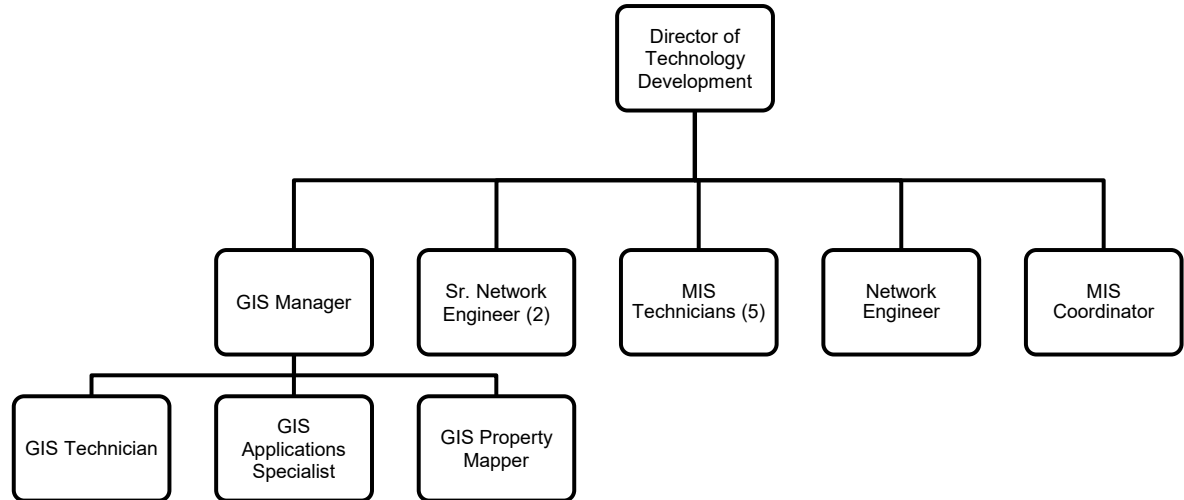 Director of
Technology
Development
GIS Manager
Sr. Network
Engineer (2)
MIS
Technicians (5)
Network
Engineer
MIS
Coordinator
GIS Technician
GIS
Applications
Specialist
GIS Property
Mapper